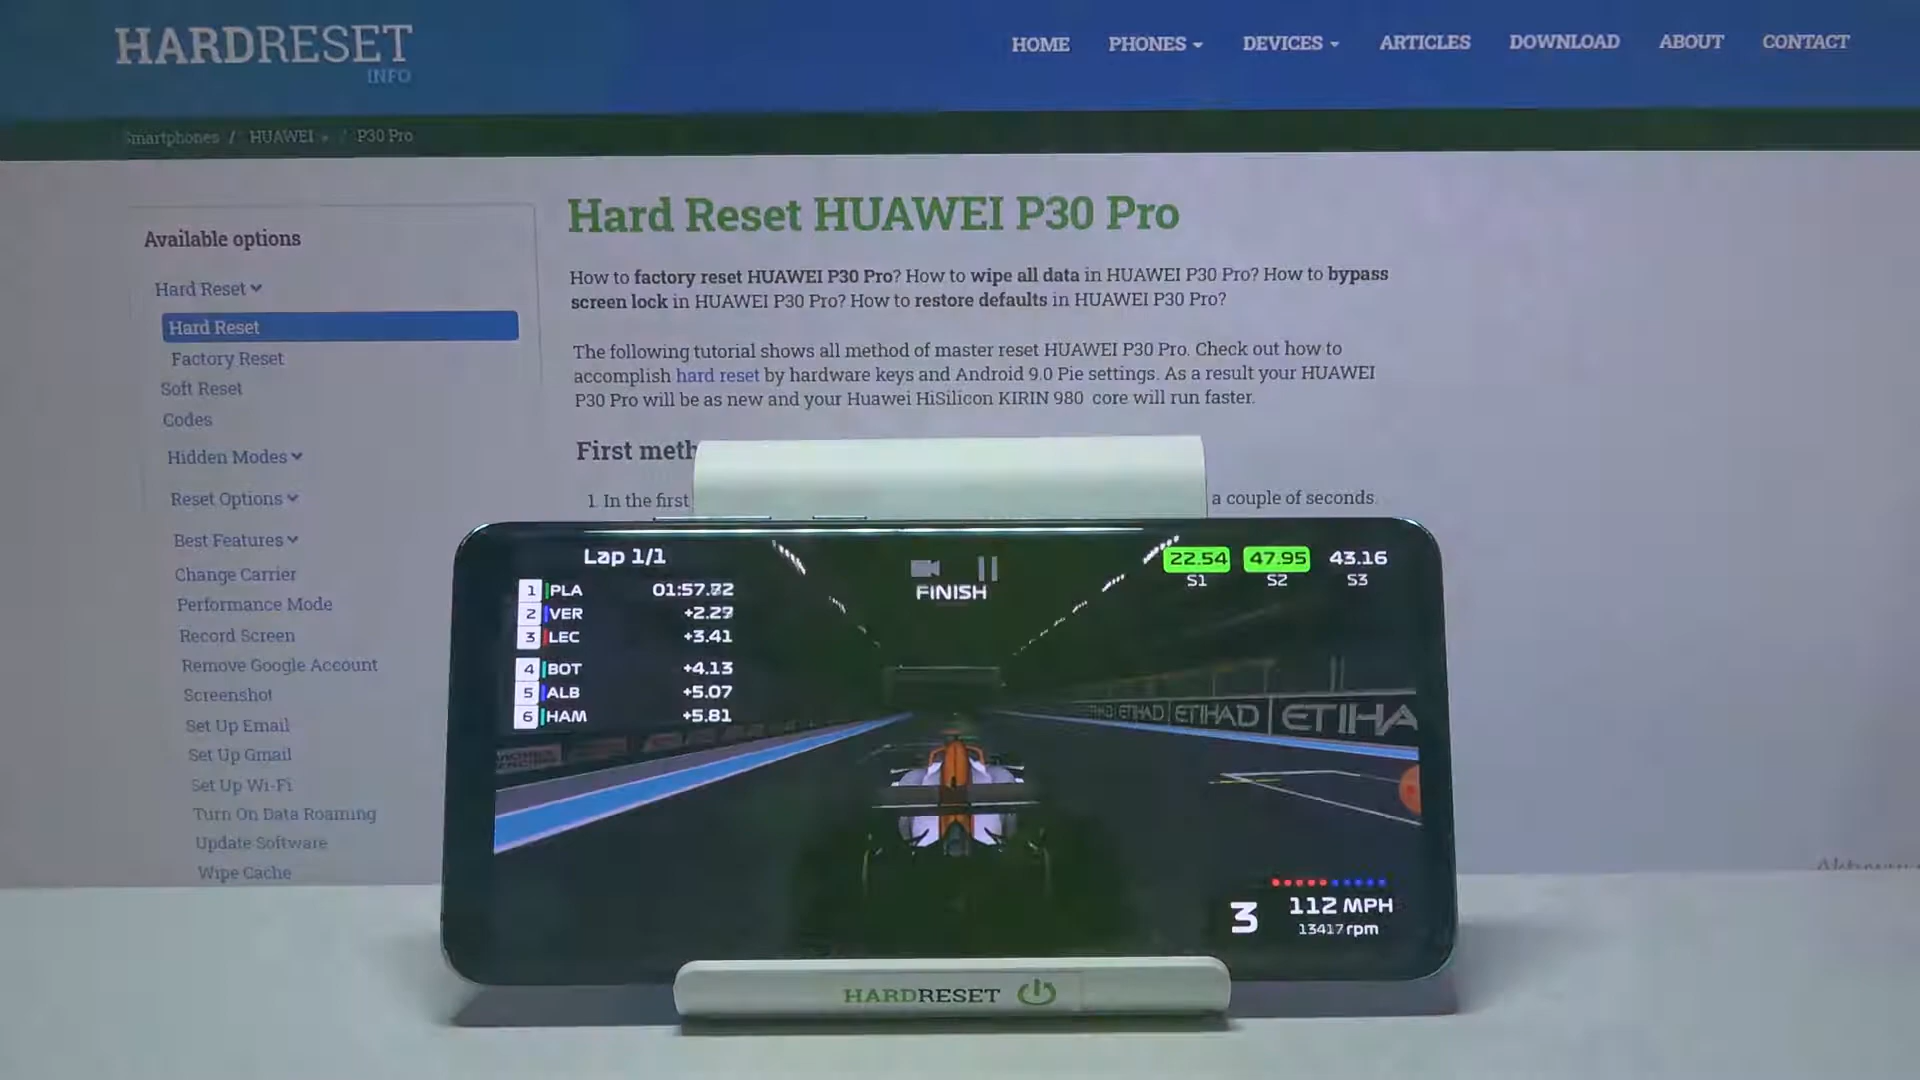 HARDRESET
INFO
HOME PHONES DEVICES ARTICLES DOWNLOAD ABOUT CONTACT
Smartphones / HUAWEI / P30 Pro
Available options
Hard Reset
Hard Reset
Factory Reset
Soft Reset
Codes
Hidden Modes
Reset Options
Best Features
Change Carrier
Performance Mode
Record Screen
Remove Google Account
Screenshot
Set Up Email
Set Up Gmail
Set Up Wi-Fi
Turn On Data Roaming
Update Software
Wipe Cache
Hard Reset HUAWEI P30 Pro
How to factory reset HUAWEI P30 Pro? How to wipe all data in HUAWEI P30 Pro? How to bypass
screen lock in HUAWEI P30 Pro? How to restore defaults in HUAWEI P30 Pro?
The following tutorial shows all method of master reset HUAWEI P30 Pro. Check out how to
accomplish hard reset by hardware keys and Android 9.0 Pie settings. As a result your HUAWEI
P30 Pro will be as new and your Huawei HiSilicon KIRIN 980 core will run faster.
First meth
1. In the first a couple of seconds.
Lap 1/1
1 PLA
2 VER +2.27
3 LEC +3.41
4 BOT +4.13
5 ALB +5.07
6 HAM +5.81
FINISH
22.54 47.95 43.16
S1 S2 S3
ETIHAD ETIHAD ETIHA
3 112 MPH
13417 rpm
HARDRESET